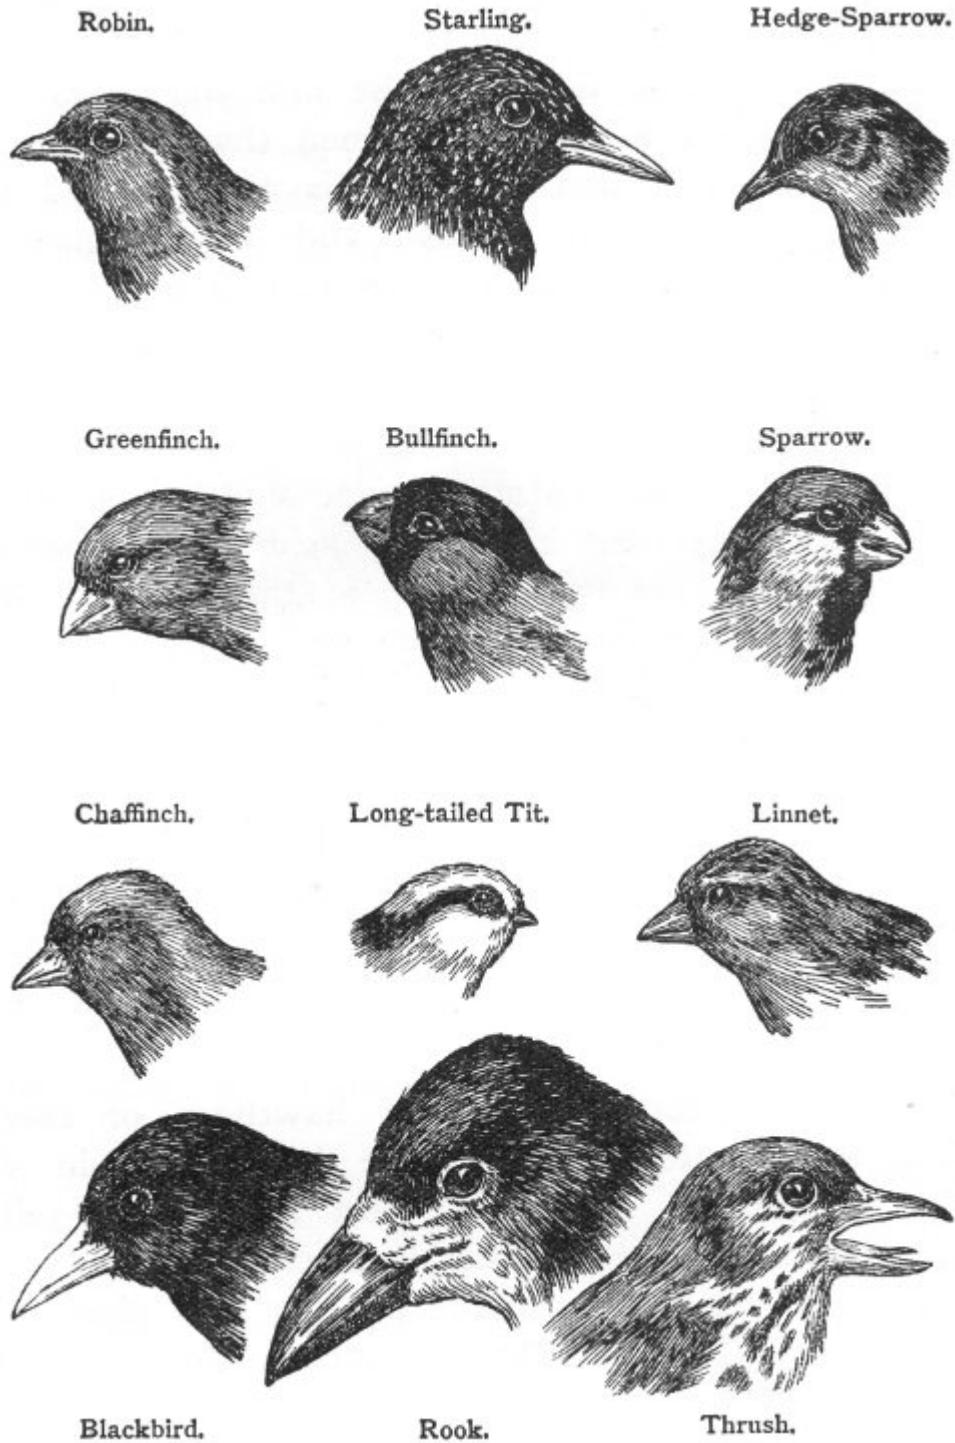 Robin. Starling. Hedge-Sparrow.
Greenfinch. Bullfinch. Sparrow.
Chaffinch. Long-tailed Tit. Linnet.
Blackbird. Rook. Thrush.